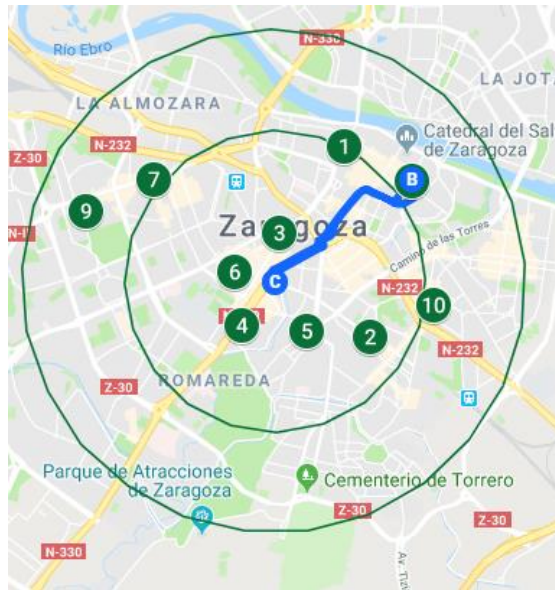 Río Ebro
N-330
LA JOTA
LA ALMOZARA
N-232
Catedral del Sal
de Zaragoza
Z-30
1
7
B
9
Zaragoza
3
Camino de las Torres
6
C
N-232
10
4
5
2
N-232
ROMAREDA
Z-30
Parque de Atracciones
de Zaragoza
Cementerio de Torrero
Z-30
Z-30
N-330